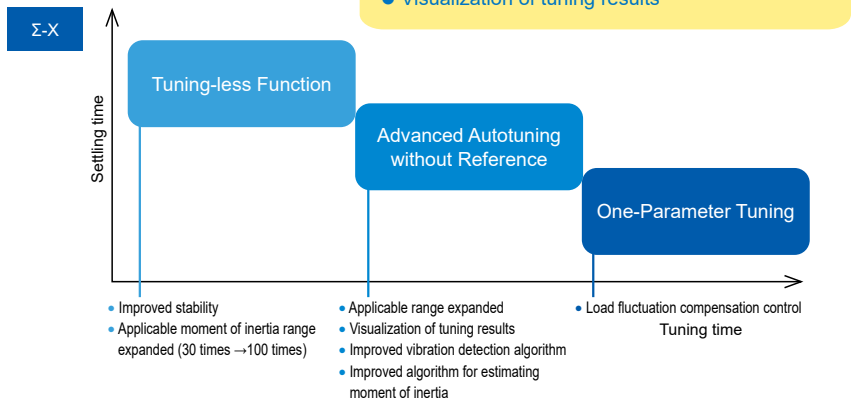 • Visualization of tuning results
Σ-X
Settling time
Tuning-less Function
Advanced Autotuning
without Reference
One-Parameter Tuning
• Improved stability
• Applicable moment of inertia range
expanded (30 times →100 times)
• Applicable range expanded
• Visualization of tuning results
• Improved vibration detection algorithm
• Improved algorithm for estimating
moment of inertia
• Load fluctuation compensation control
Tuning time